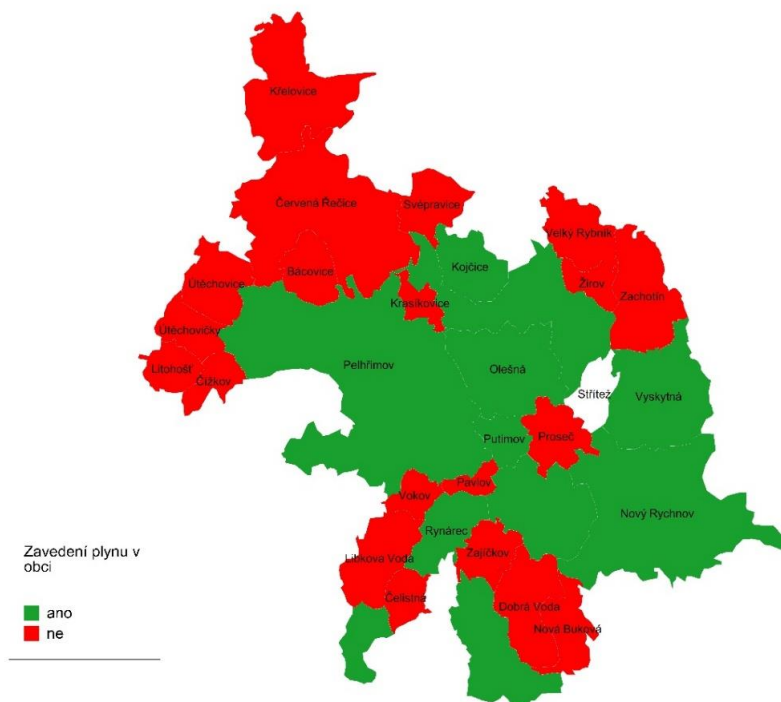 Křelovice
Červená Řečice
Svépravice
Velký Rybník
Kojčice
Bácovice
Útěchovice
Žirov
Zachotín
Krasíkovice
Útěchovičky
Pelhřimov
Olešná
Litohošť
Čížkov
Střítež
Vyskytná
Putimov
Proseč
Pavlov
Vokov
Nový Rychnov
Rynárec
Zajíčkov
Libkova Voda
Čelistná
Dobrá Voda
Nová Buková
Zavedení plynu v
obci
ano
ne